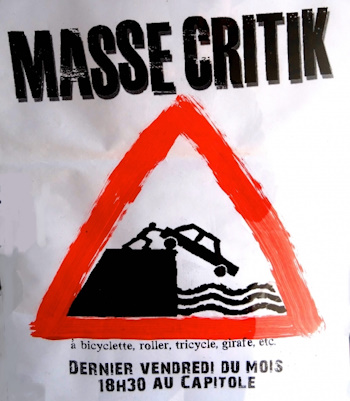 MASSE CRITIK
à bicyclette, roller, tricycle, girafe, etc.
DERNIER VENDREDI DU MOIS
18H30 AU CAPITOLE